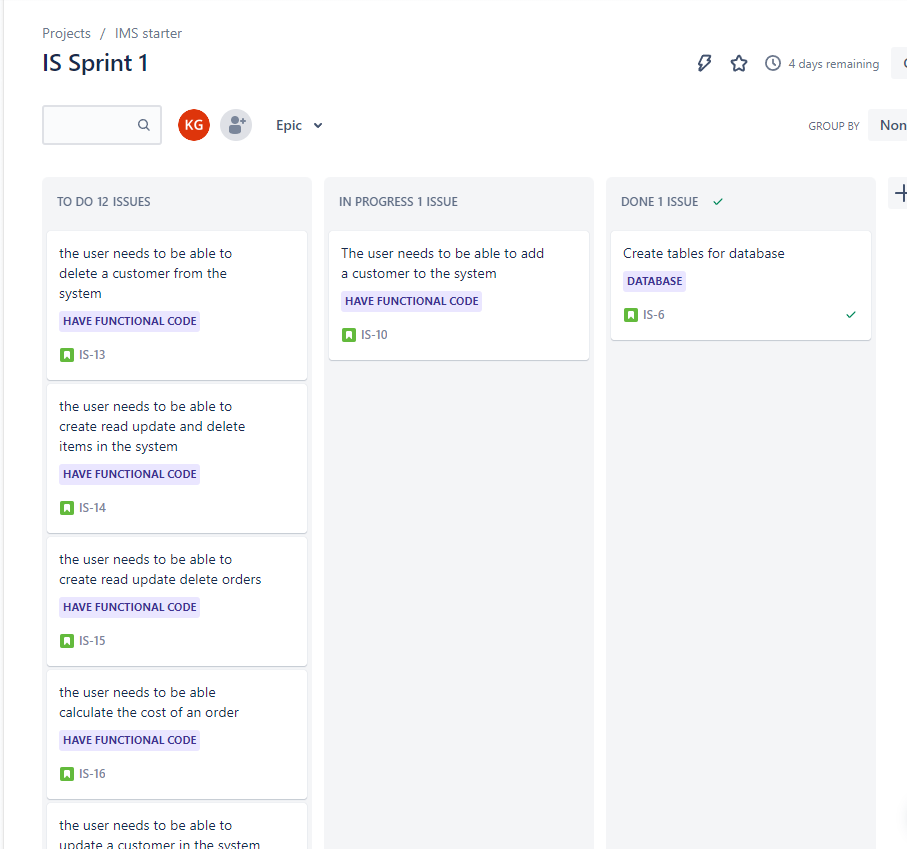 Projects / IMS starter
IS Sprint 1
4 days remaining
KG
Epic
GROUP BY
Non
TO DO 12 ISSUES
the user needs to be able to
delete a customer from the
system
HAVE FUNCTIONAL CODE
IS-13
the user needs to be able to
create read update and delete
items in the system
HAVE FUNCTIONAL CODE
IS-14
the user needs to be able to
create read update delete orders
HAVE FUNCTIONAL CODE
IS-15
the user needs to be able
calculate the cost of an order
HAVE FUNCTIONAL CODE
IS-16
the user needs to be able to
update a customer in the system
IN PROGRESS 1 ISSUE
The user needs to be able to add
a customer to the system
HAVE FUNCTIONAL CODE
IS-10
DONE 1 ISSUE
Create tables for database
DATABASE
IS-6